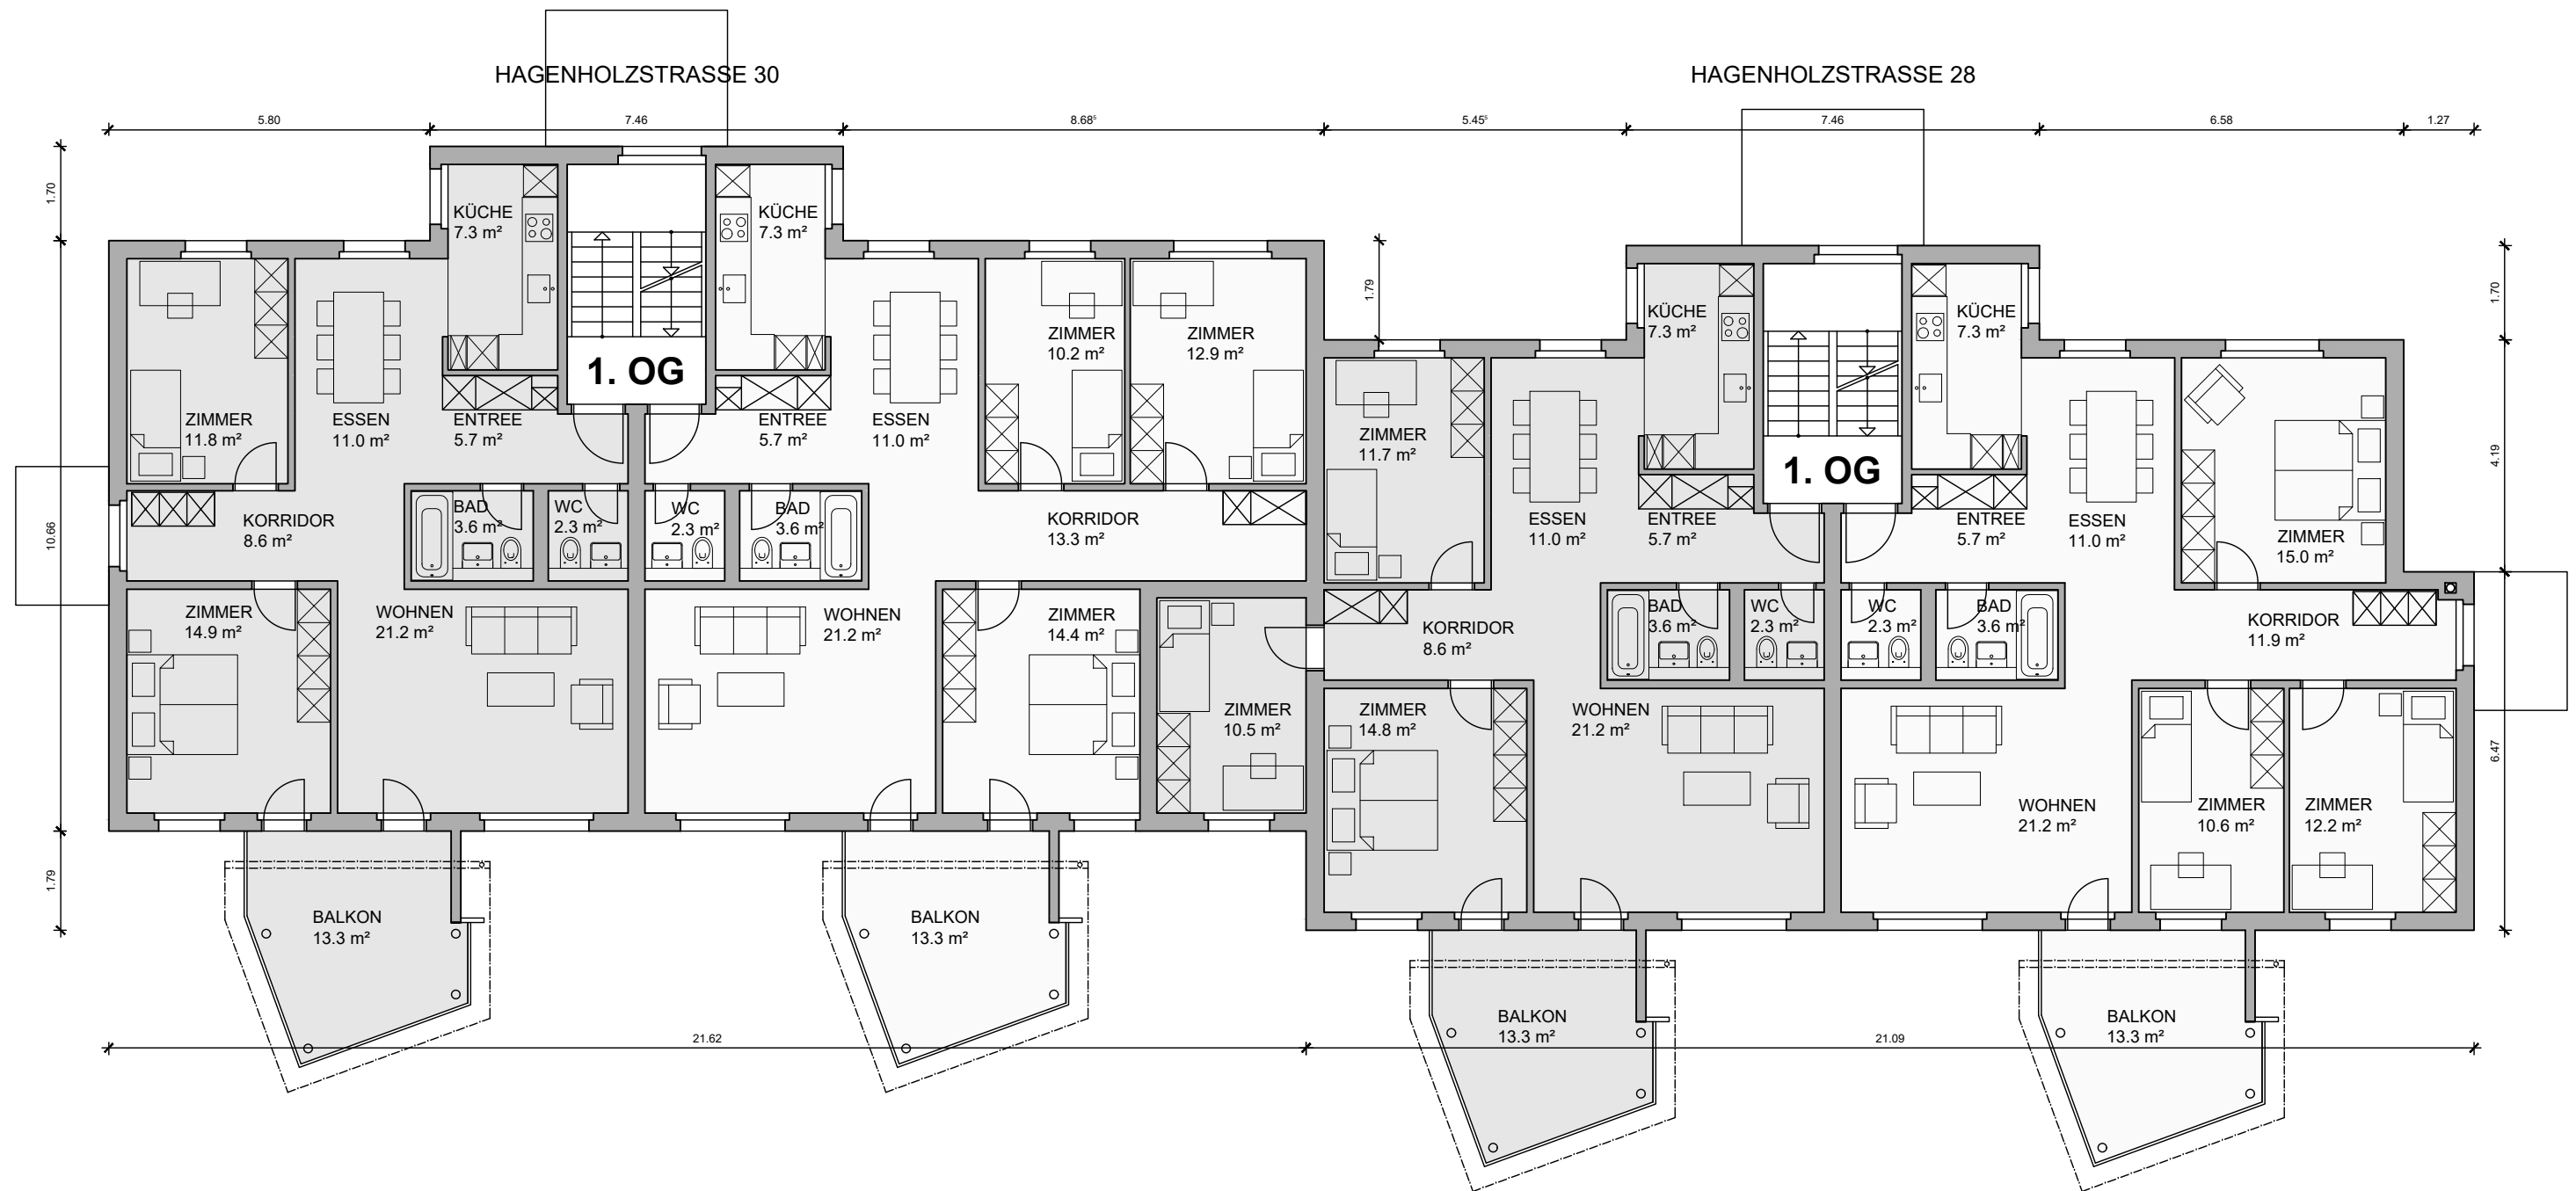 HAGENHOLZSTRASSE 30
HAGENHOLZSTRASSE 28
5.80
7.46
8.68⁵
5.45⁵
7.46
6.58
1.27
1.70
10.66
1.79
1.79
1.70
4.19
6.47
21.62
21.09
KÜCHE
7.3 m²
KÜCHE
7.3 m²
1. OG
ZIMMER
11.8 m²
ESSEN
11.0 m²
ENTREE
5.7 m²
ENTREE
5.7 m²
ESSEN
11.0 m²
ZIMMER
10.2 m²
ZIMMER
12.9 m²
KORRIDOR
8.6 m²
BAD
3.6 m²
WC
2.3 m²
WC
2.3 m²
BAD
3.6 m²
KORRIDOR
13.3 m²
ZIMMER
14.9 m²
WOHNEN
21.2 m²
WOHNEN
21.2 m²
ZIMMER
14.4 m²
ZIMMER
10.5 m²
BALKON
13.3 m²
BALKON
13.3 m²
KÜCHE
7.3 m²
KÜCHE
7.3 m²
1. OG
ZIMMER
11.7 m²
ESSEN
11.0 m²
ENTREE
5.7 m²
ENTREE
5.7 m²
ESSEN
11.0 m²
ZIMMER
15.0 m²
KORRIDOR
8.6 m²
BAD
3.6 m²
WC
2.3 m²
WC
2.3 m²
BAD
3.6 m²
KORRIDOR
11.9 m²
ZIMMER
14.8 m²
WOHNEN
21.2 m²
WOHNEN
21.2 m²
ZIMMER
10.6 m²
ZIMMER
12.2 m²
BALKON
13.3 m²
BALKON
13.3 m²